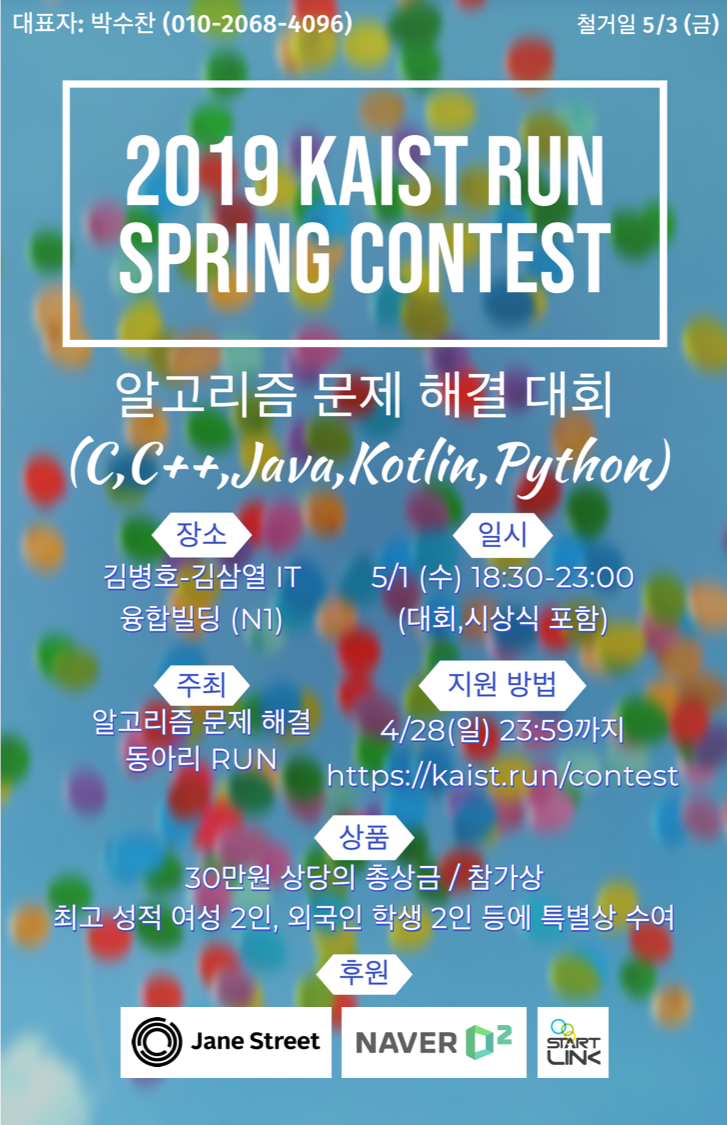 대표자: 박수찬 (010-2068-4096)
철거일 5/3 (금)
2019 KAIST RUN
SPRING CONTEST
알고리즘 문제 해결 대회
(C,C++,Java,Kotlin,Python)
장소
김병호-김삼열 IT
융합빌딩 (N1)
일시
5/1 (수) 18:30-23:00
(대회,시상식 포함)
주최
알고리즘 문제 해결
동아리 RUN
지원 방법
4/28(일) 23:59까지
https://kaist.run/contest
상품
30만원 상당의 총상금 / 참가상
최고 성적 여성 2인, 외국인 학생 2인 등에 특별상 수여
후원
Jane Street
NAVER D2
START
LINK